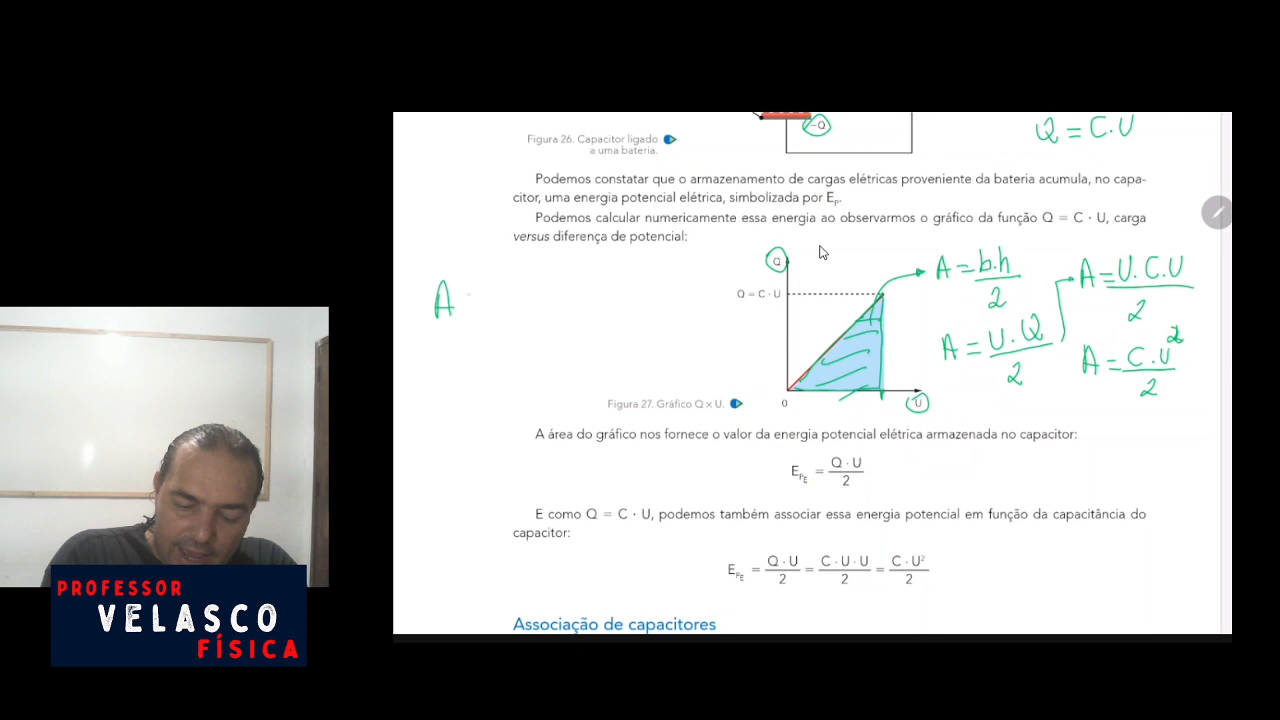 -Q
Q = C.U
Figura 26. Capacitor ligado
a uma bateria.
Podemos constatar que o armazenamento de cargas elétricas proveniente da bateria acumula, no capa-
citor, uma energia potencial elétrica, simbolizada por Eₚ.
Podemos calcular numericamente essa energia ao observarmos o gráfico da função Q = C · U, carga
versus diferença de potencial:
Q
Q = C · U
0
U
A = b.h / 2
A = U.Q / 2
A = U.C.U / 2
A = C.U² / 2
A
Figura 27. Gráfico Q x U.
A área do gráfico nos fornece o valor da energia potencial elétrica armazenada no capacitor:
E_{P_E} = Q · U / 2
E como Q = C · U, podemos também associar essa energia potencial em função da capacitância do
capacitor:
E_{P_E} = Q · U / 2 = C · U · U / 2 = C · U² / 2
Associação de capacitores
PROFESSOR
VELASCO
FÍSICA